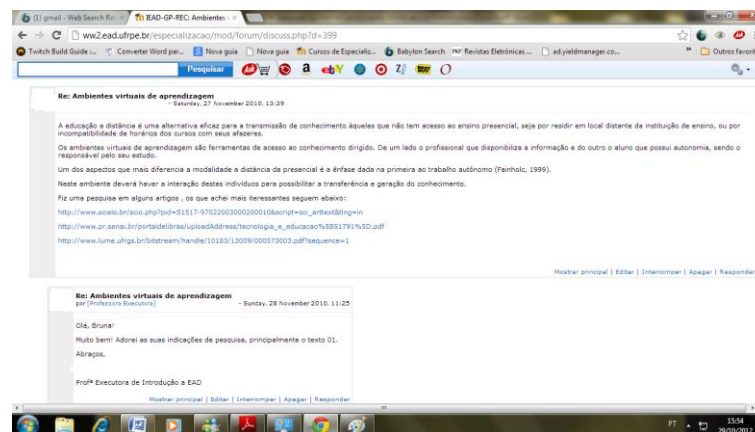 (1) gmail - Web Search Re
EAD-GP-REC: Ambientes
ww2.ead.ufrpe.br/especializacao/mod/forum/discuss.php?d=399
Twitch Build Guide :...
Converter Word par...
Nova guia
Nova guia
Cursos de Especializ...
Babylon Search
Revistas Eletrônicas ...
ad.yieldmanager.co...
Outros favorit
Pesquisar
Re: Ambientes virtuais de aprendizagem
- Saturday, 27 November 2010, 13:39
A educação a distância é uma alternativa eficaz para a transmissão de conhecimento àqueles que não tem acesso ao ensino presencial, seja por residir em local distante da instituição de ensino, ou por
incompatibilidade de horários dos cursos com seus afazeres.
Os ambientes virtuais de aprendizagem são ferramentas de acesso ao conhecimento dirigido. De um lado o profissional que disponibiliza a informação e do outro o aluno que possui autonomia, sendo o
responsável pelo seu estudo.
Um dos aspectos que mais diferencia a modalidade a distância da presencial é a ênfase dada na primeira ao trabalho autônomo (Fainholc, 1999).
Neste ambiente deverá haver a interação destes indivíduos para possibilitar a transferência e geração do conhecimento.
Fiz uma pesquisa em alguns artigos , os que achei mais iteressantes seguem abaixo:
http://www.scielo.br/scio.php?pid=S1517-97022003000200010&script=sci_arttext&tlng=in
http://www.pr.senai.br/portaldelibras/uploadAddress/tecnologia_e_educacao%5B51791%5D.pdf
http://www.lume.ufrgs.br/bitstream/handle/10183/13009/000573003.pdf?sequence=1
Mostrar principal | Editar | Interromper | Apagar | Responder
Re: Ambientes virtuais de aprendizagem
por [Professora Executora] - Sunday, 28 November 2010, 11:25
Olá, Bruna!
Muito bem! Adorei as suas indicações de pesquisa, principalmente o texto 01.
Abraços,
Profª Executora de Introdução a EAD
Mostrar principal | Editar | Interromper | Apagar | Responder
PT
15:54
29/10/2012